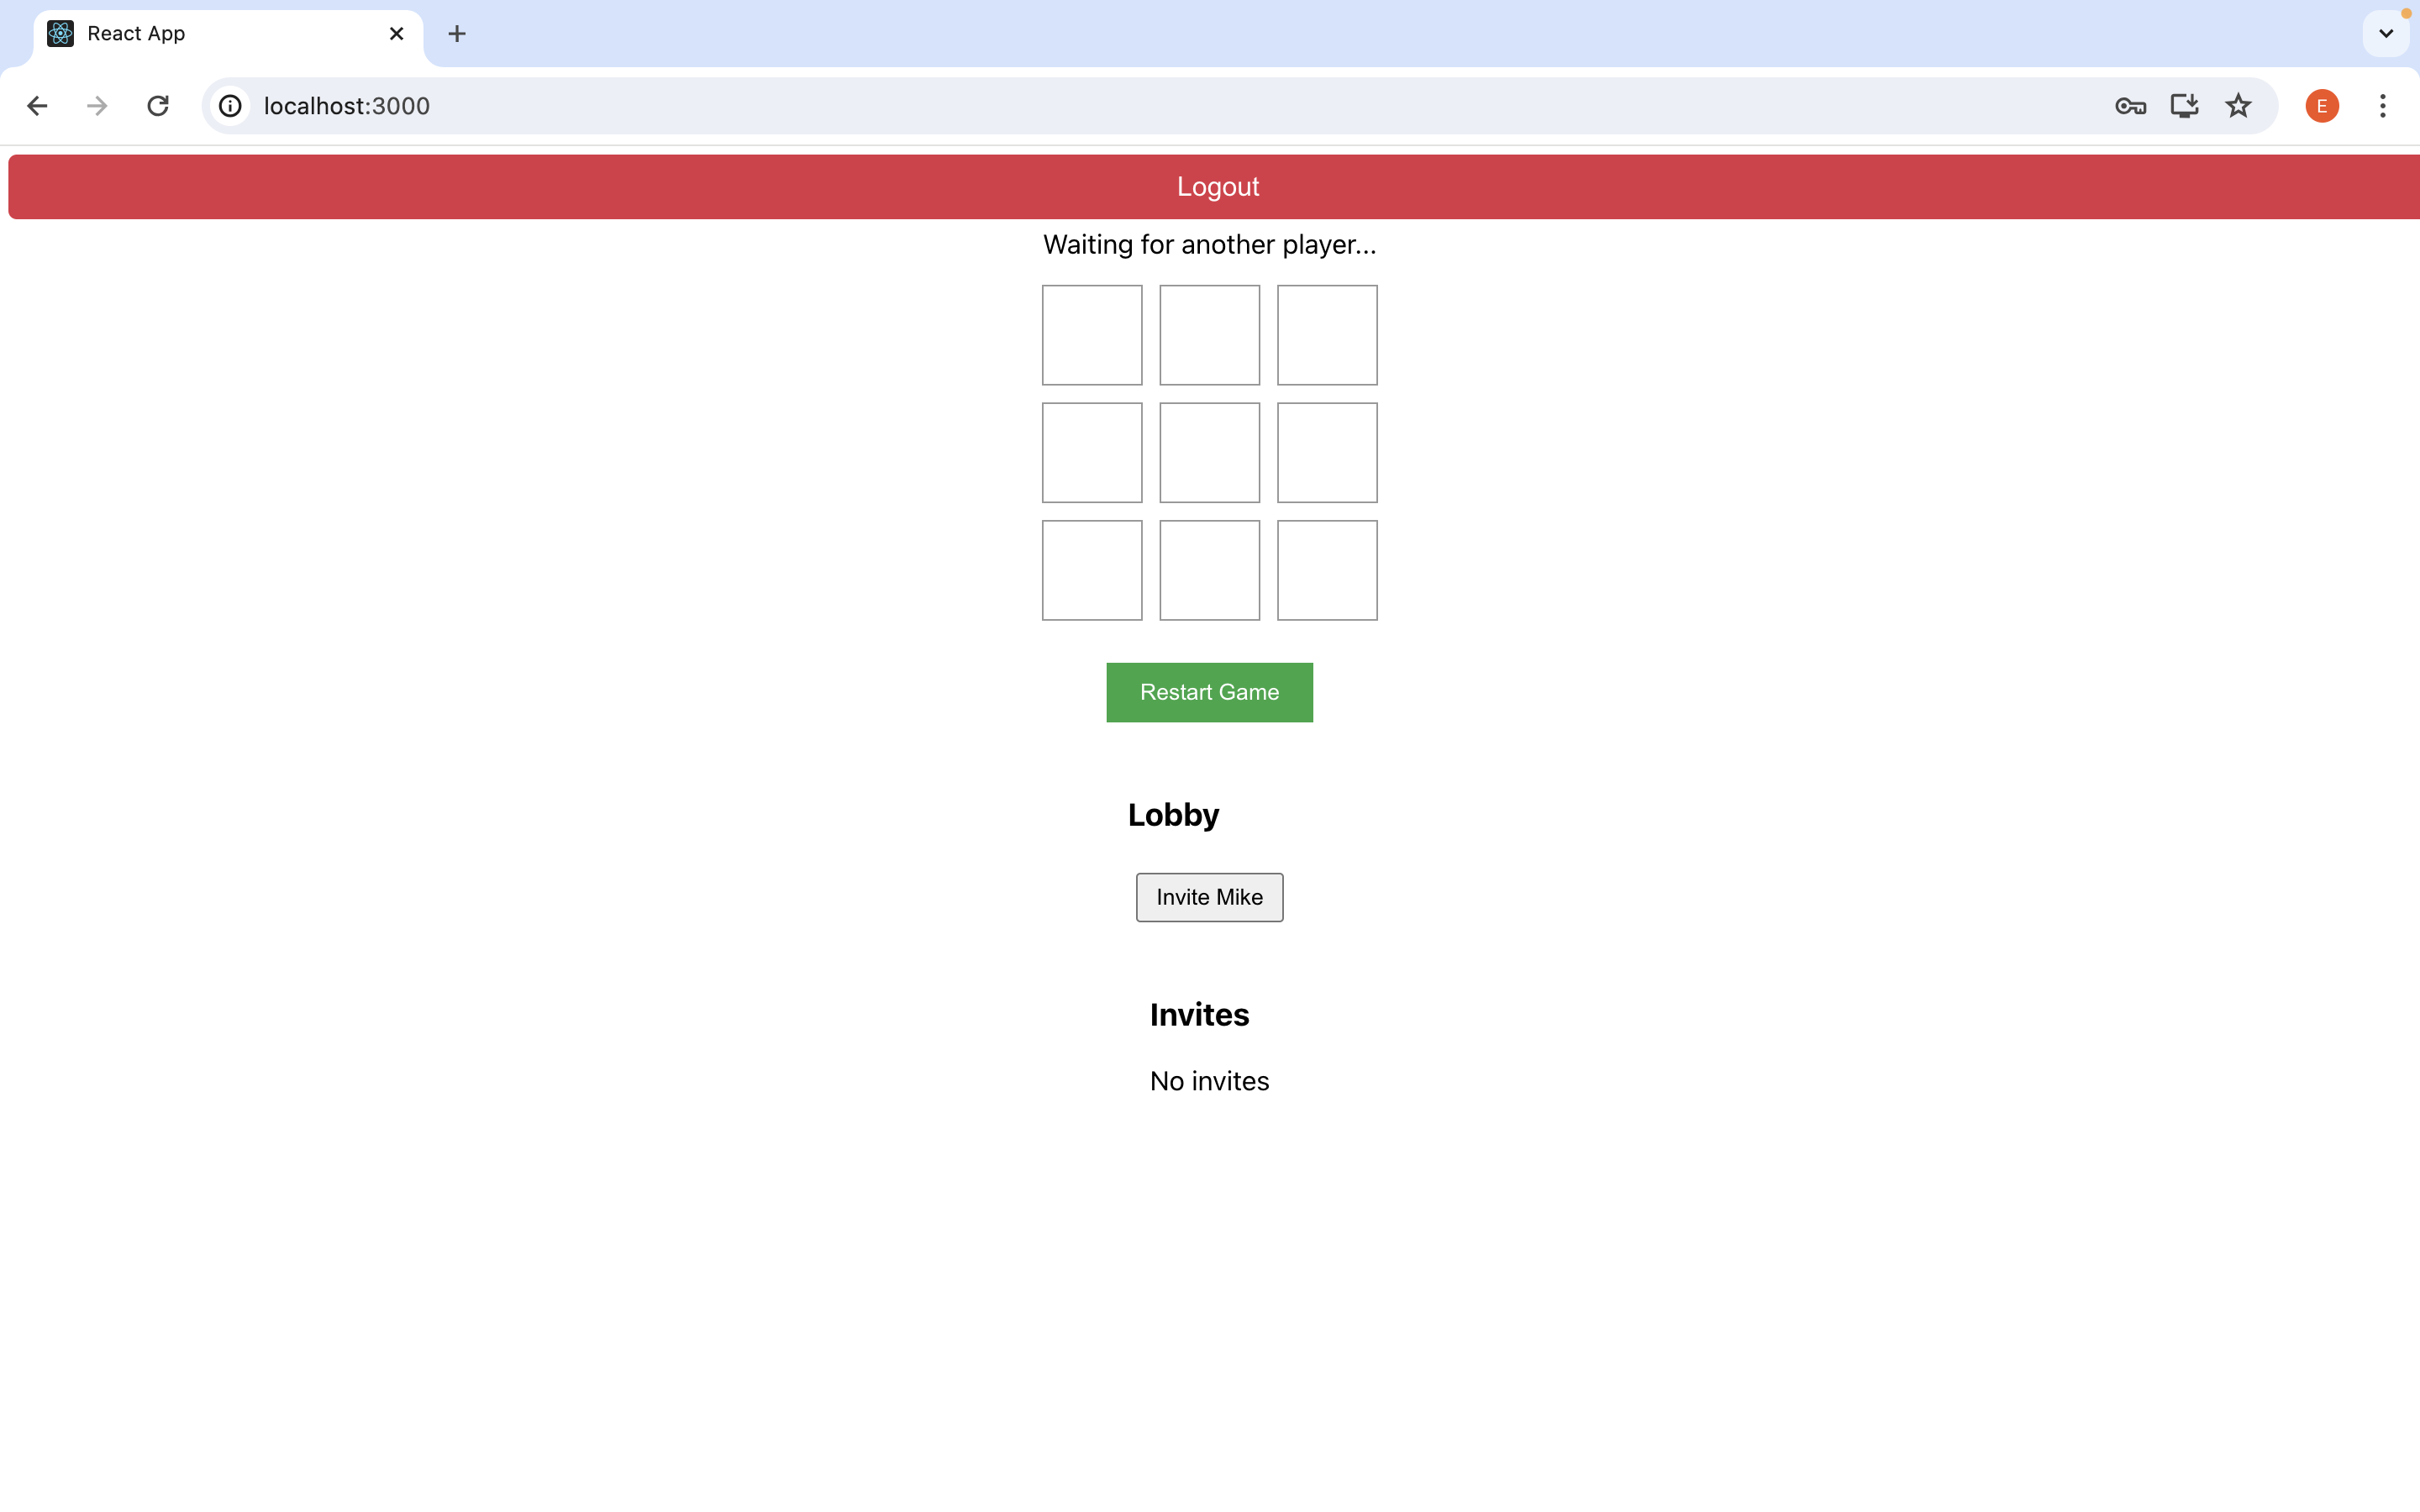 React App
localhost:3000
E
Logout
Waiting for another player...
Restart Game
Lobby
Invite Mike
Invites
No invites